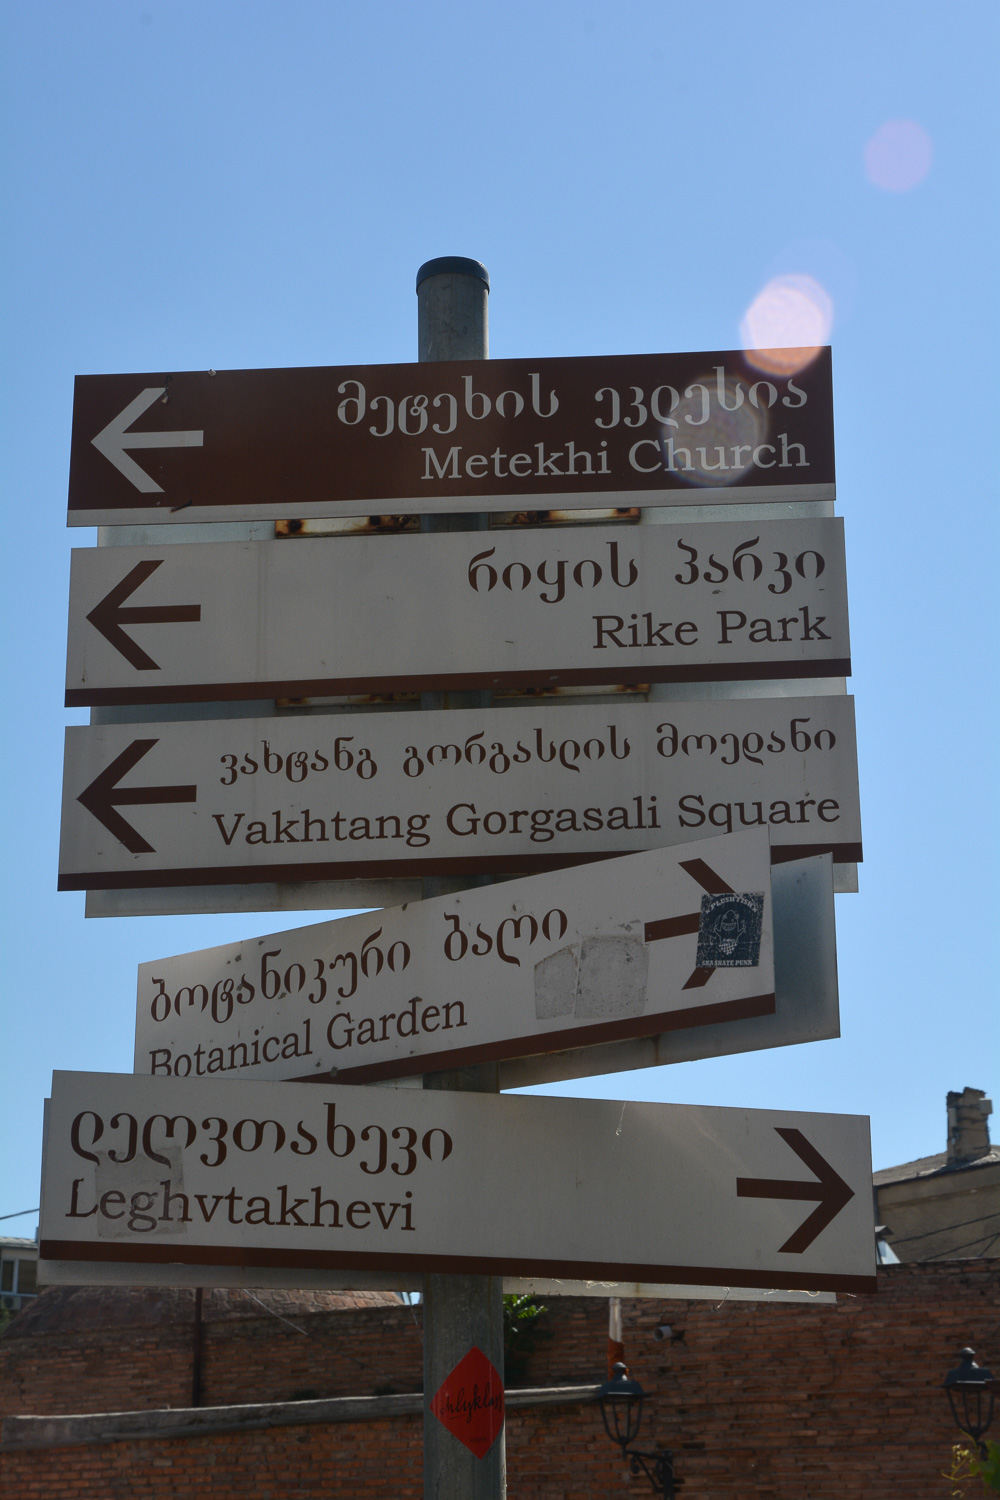 მეტეხის ეკლესია
Metekhi Church
რიყის პარკი
Rike Park
ვახტანგ გორგასლის მოედანი
Vakhtang Gorgasali Square
ბოტანიკური ბაღი
Botanical Garden
ლეღვთახევი
Leghvtakhevi